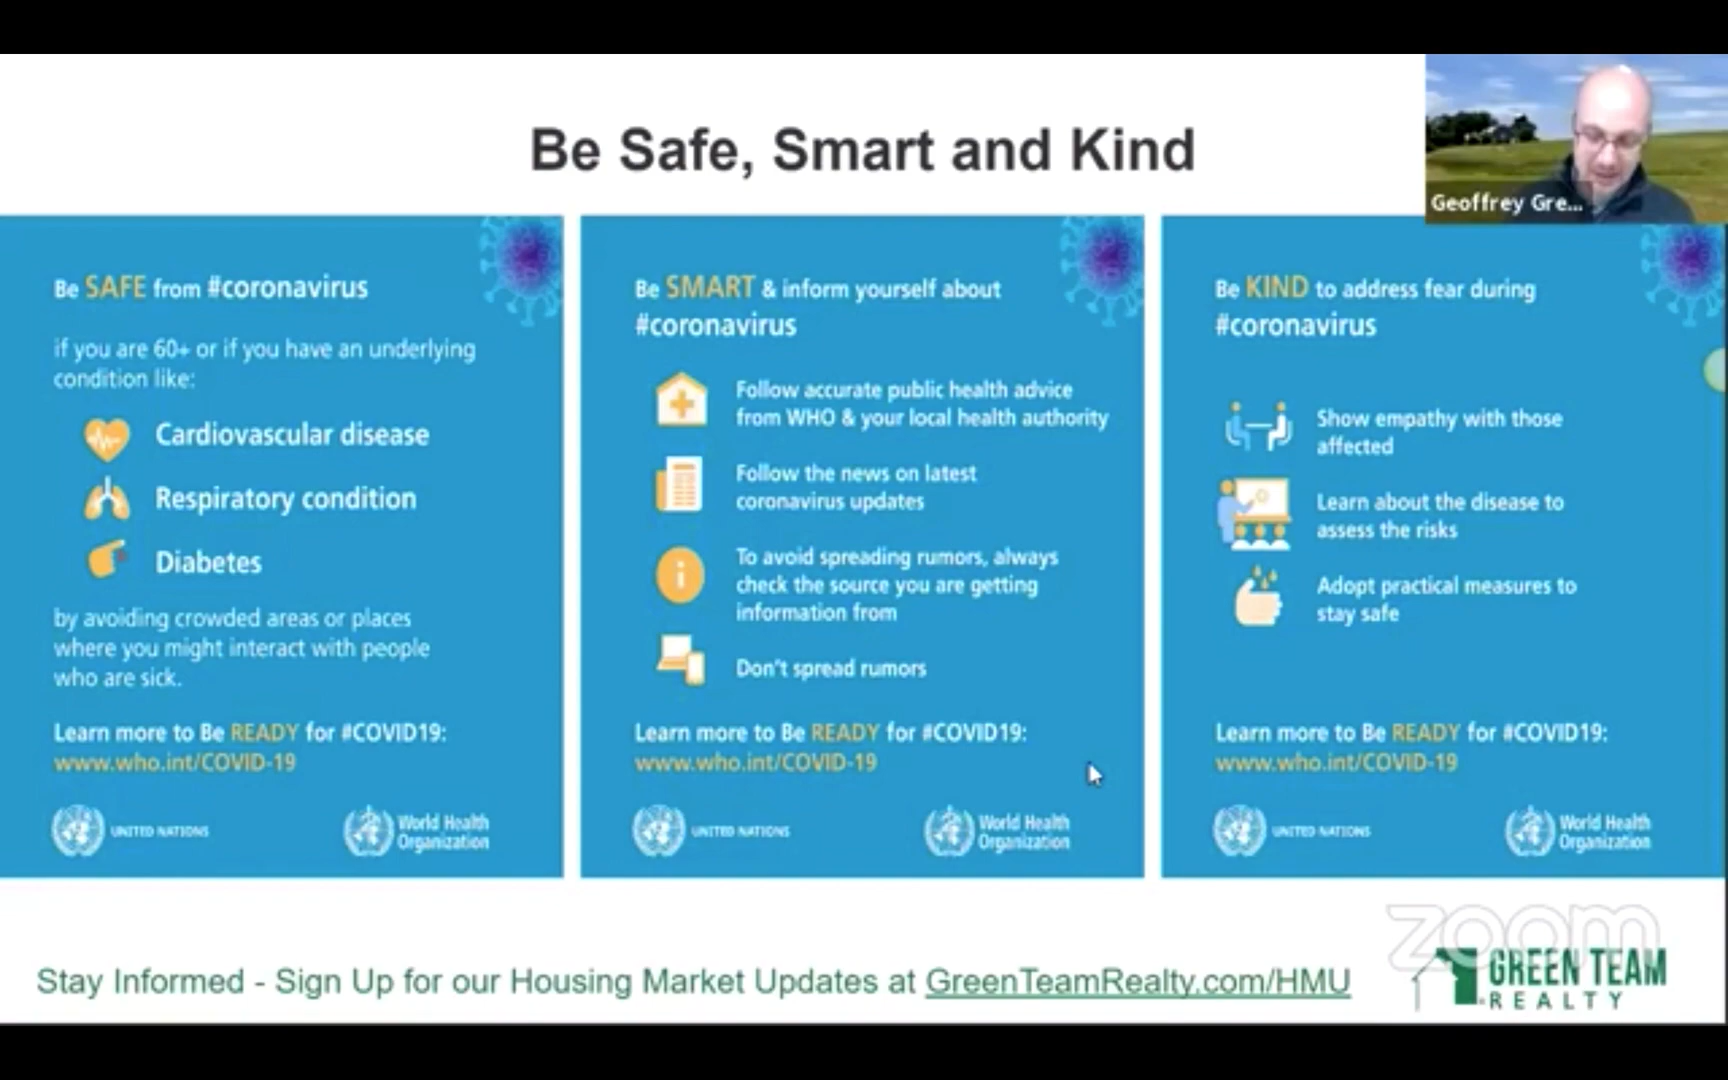 Be Safe, Smart and Kind
Geoffrey Gre...
Be SAFE from #coronavirus
if you are 60+ or if you have an underlying
condition like:
Cardiovascular disease
Respiratory condition
Diabetes
by avoiding crowded areas or places
where you might interact with people
who are sick.
Learn more to Be READY for #COVID19:
www.who.int/COVID-19
UNITED NATIONS
World Health
Organization
Be SMART & inform yourself about
#coronavirus
Follow accurate public health advice
from WHO & your local health authority
Follow the news on latest
coronavirus updates
To avoid spreading rumors, always
check the source you are getting
information from
Don't spread rumors
Learn more to Be READY for #COVID19:
www.who.int/COVID-19
UNITED NATIONS
World Health
Organization
Be KIND to address fear during
#coronavirus
Show empathy with those
affected
Learn about the disease to
assess the risks
Adopt practical measures to
stay safe
Learn more to Be READY for #COVID19:
www.who.int/COVID-19
UNITED NATIONS
World Health
Organization
zoom
Stay Informed - Sign Up for our Housing Market Updates at GreenTeamRealty.com/HMU
GREEN TEAM
REALTY